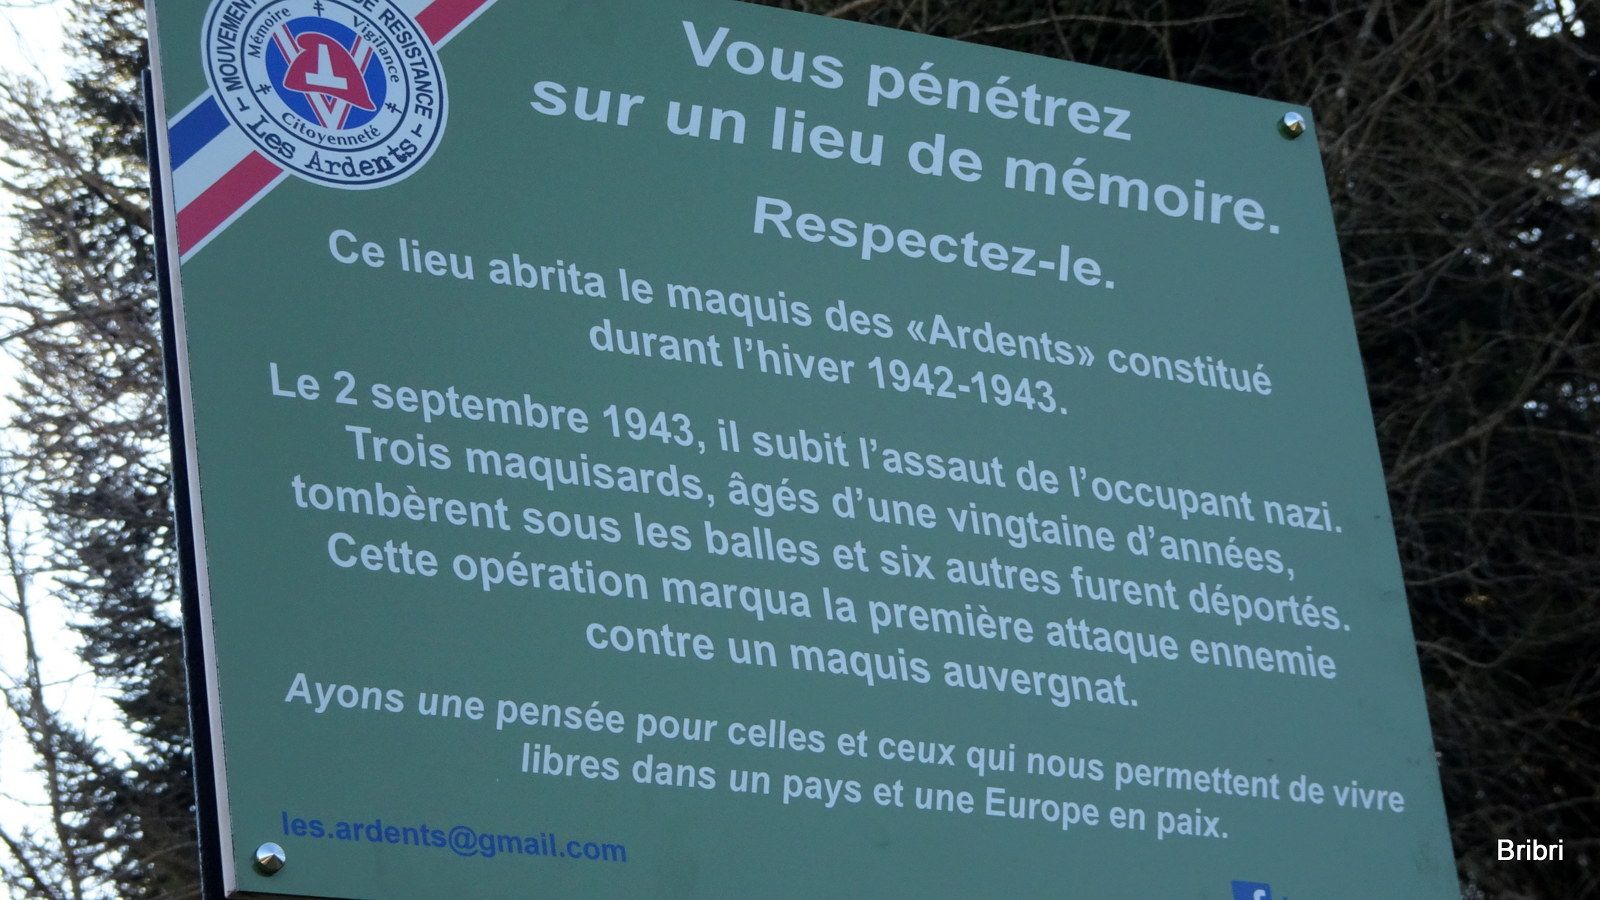 MOUVEMENT DE RESISTANCE
Mémoire
Vigilance
Citoyenneté
Les Ardents
Vous pénétrez
sur un lieu de mémoire.
Respectez-le.
Ce lieu abrita le maquis des «Ardents» constitué
durant l'hiver 1942-1943.
Le 2 septembre 1943, il subit l'assaut de l'occupant nazi.
Trois maquisards, âgés d'une vingtaine d'années,
tombèrent sous les balles et six autres furent déportés.
Cette opération marqua la première attaque ennemie
contre un maquis auvergnat.
Ayons une pensée pour celles et ceux qui nous permettent de vivre
libres dans un pays et une Europe en paix.
les.ardents@gmail.com
Bribri